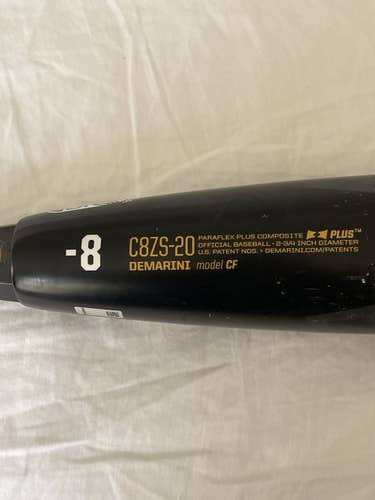 -8
C8ZS-20
DEMARINI model CF
PARAFLEX PLUS COMPOSITE
OFFICIAL BASEBALL - 2-3/4 INCH DIAMETER
U.S. PATENT NOS. > DEMARINI.COM/PATENTS
PLUS™